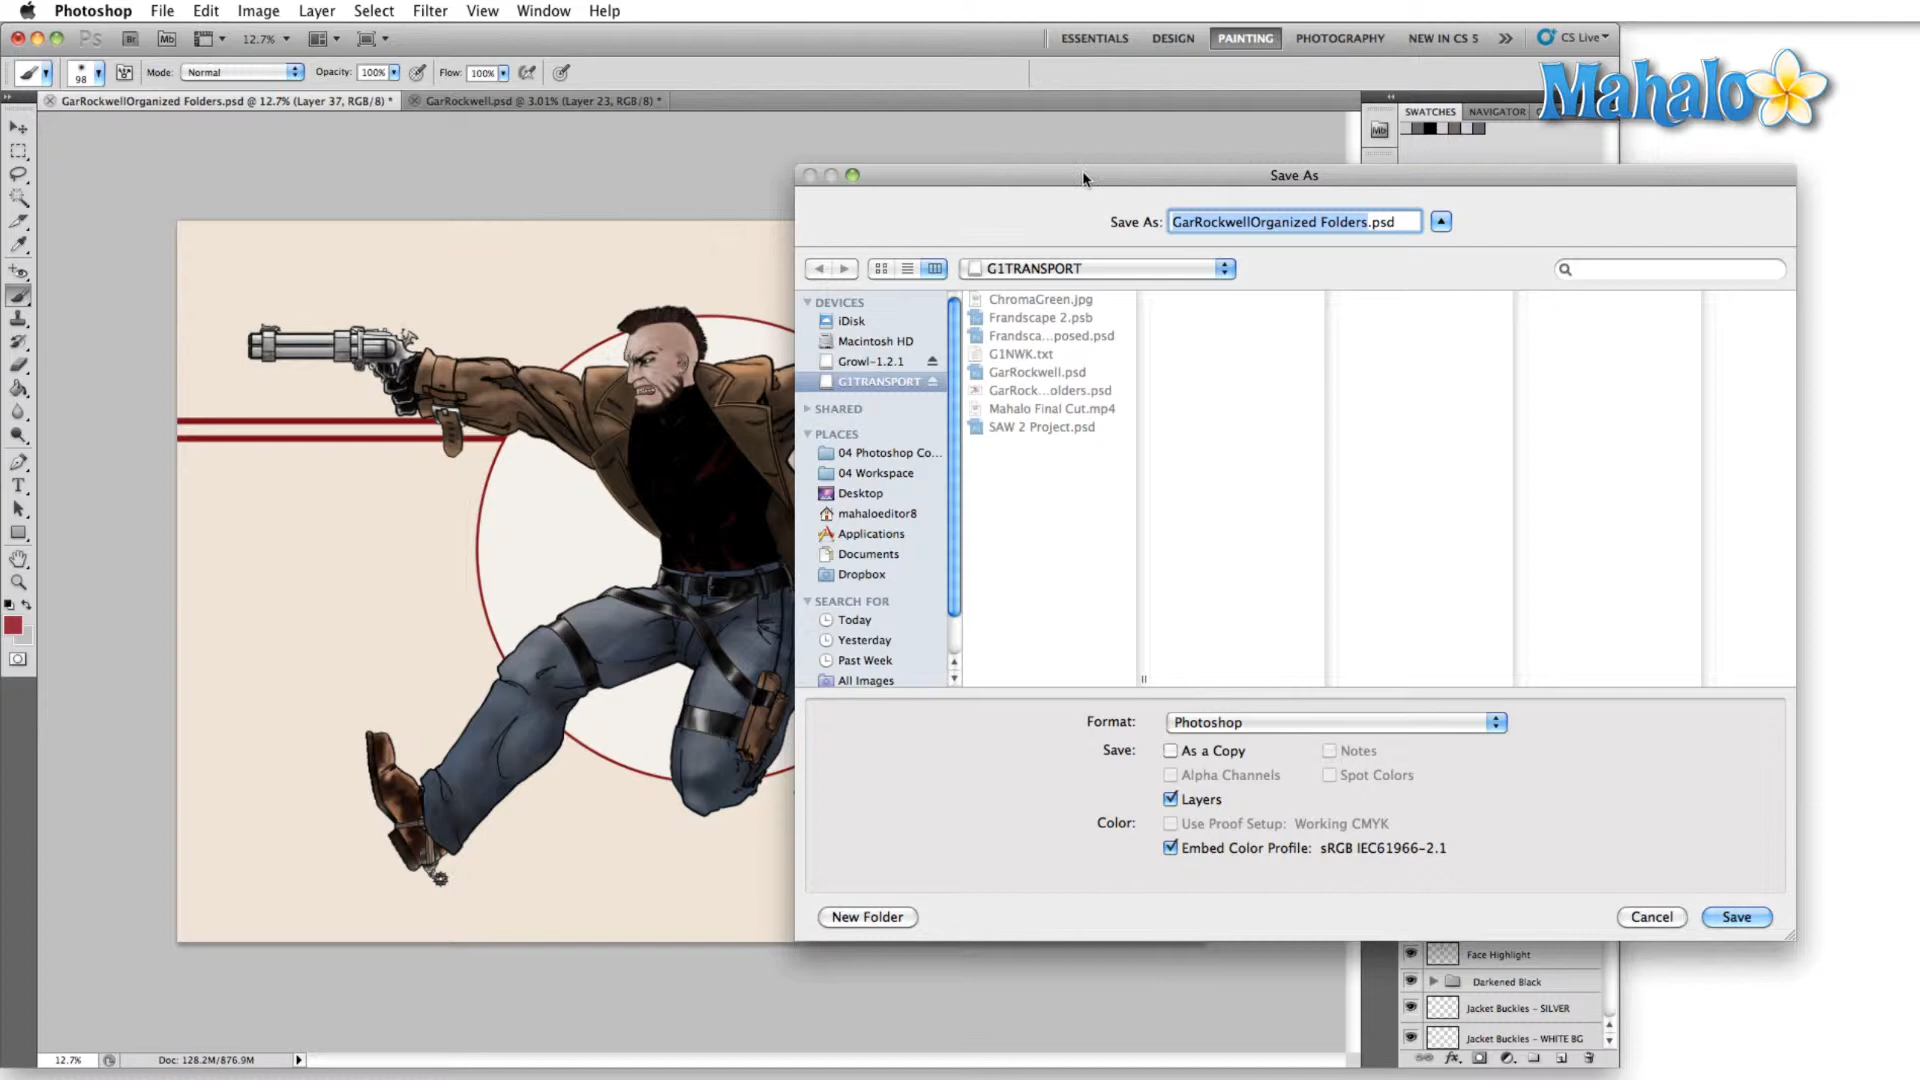 Photoshop File Edit Image Layer Select Filter View Window Help
Ps Br Mb 12.7% ESSENTIALS DESIGN PAINTING PHOTOGRAPHY NEW IN CS 5 >> CS Live
98 Mode: Normal Opacity: 100% Flow: 100%
Mahalo
GarRockwellOrganized Folders.psd @ 12.7% (Layer 37, RGB/8) * GarRockwell.psd @ 3.01% (Layer 23, RGB/8) *
SWATCHES NAVIGATOR
Mb
Save As
Save As: GarRockwellOrganized Folders.psd
G1TRANSPORT
DEVICES
iDisk
Macintosh HD
Growl-1.2.1
G1TRANSPORT
SHARED
PLACES
04 Photoshop Co...
04 Workspace
Desktop
mahaloeditor8
Applications
Documents
Dropbox
SEARCH FOR
Today
Yesterday
Past Week
All Images
ChromaGreen.jpg
Frandscape 2.psb
Frandsca...posed.psd
G1NWK.txt
GarRockwell.psd
GarRock...olders.psd
Mahalo Final Cut.mp4
SAW 2 Project.psd
Format: Photoshop
Save: As a Copy Notes
Alpha Channels Spot Colors
Layers
Color: Use Proof Setup: Working CMYK
Embed Color Profile: sRGB IEC61966-2.1
New Folder Cancel Save
Face Highlight
Darkened Black
Jacket Buckles - SILVER
Jacket Buckles - WHITE BG
12.7% Doc: 128.2M/876.9M
fx
T